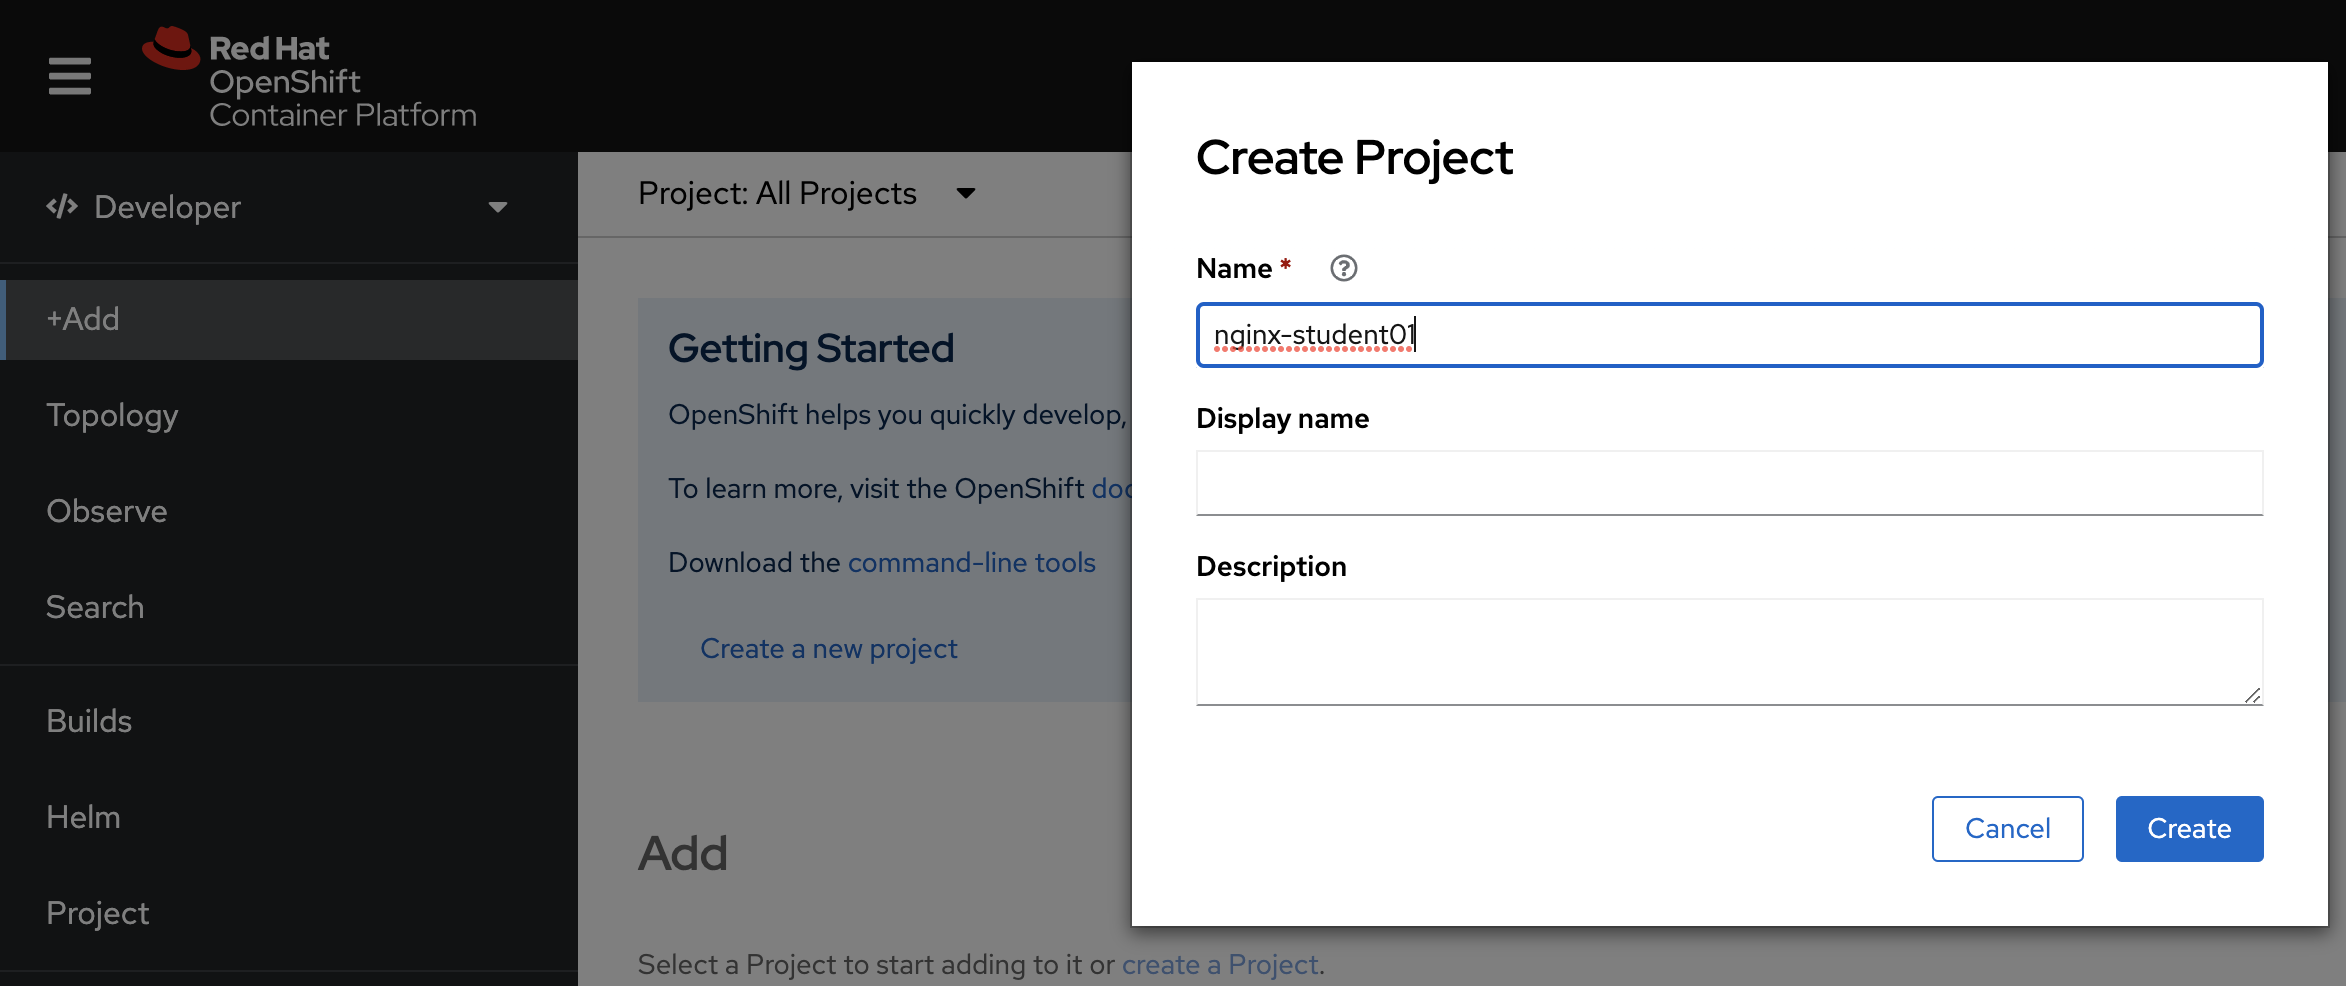 Red Hat
OpenShift
Container Platform
</> Developer
+Add
Topology
Observe
Search
Builds
Helm
Project
Project: All Projects
Getting Started
OpenShift helps you quickly develop,
To learn more, visit the OpenShift doc
Download the command-line tools
Create a new project
Add
Select a Project to start adding to it or create a Project.
Create Project
Name *
nginx-student01
Display name
Description
Cancel
Create